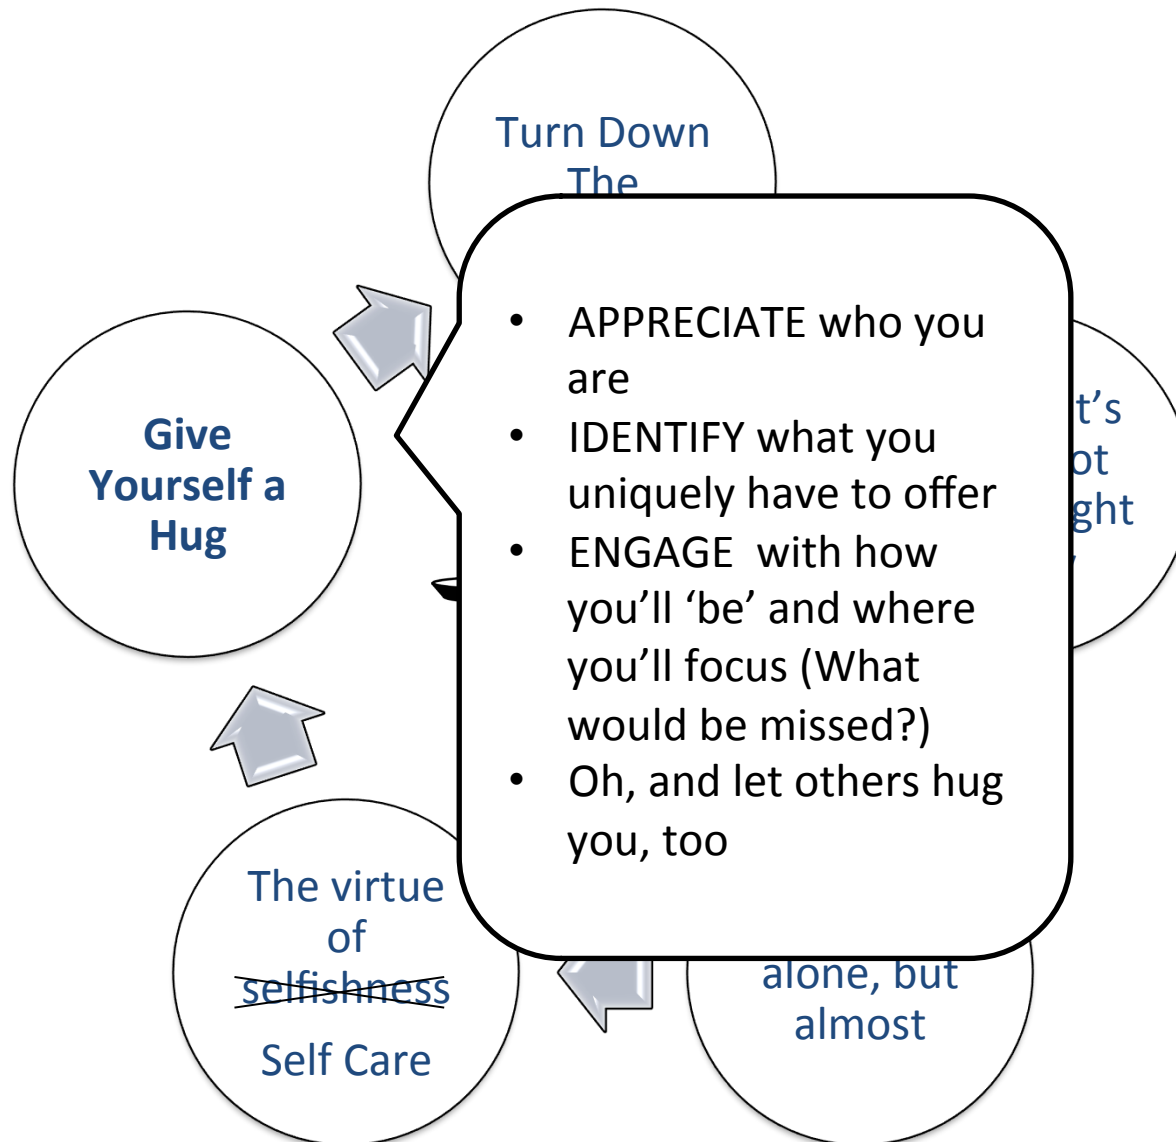 Turn Down
The
• APPRECIATE who you
are
• IDENTIFY what you
uniquely have to offer
• ENGAGE with how
you’ll ‘be’ and where
you’ll focus (What
would be missed?)
• Oh, and let others hug
you, too
Give
Yourself a
Hug
alone, but
almost
The virtue
of
selfishness
Self Care